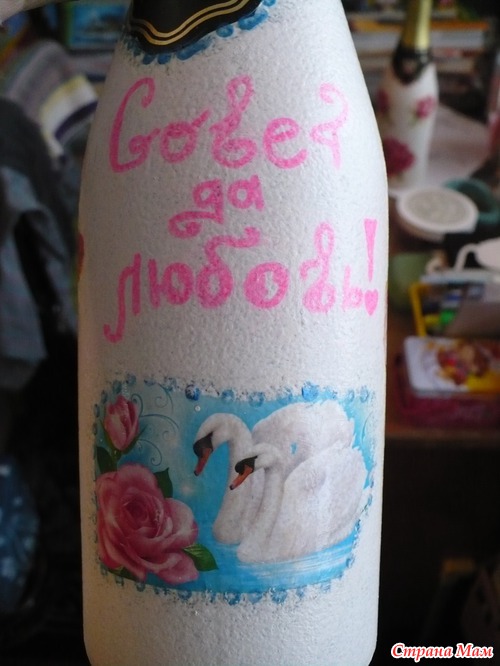 Совет
да
любовь!
Страна Мам